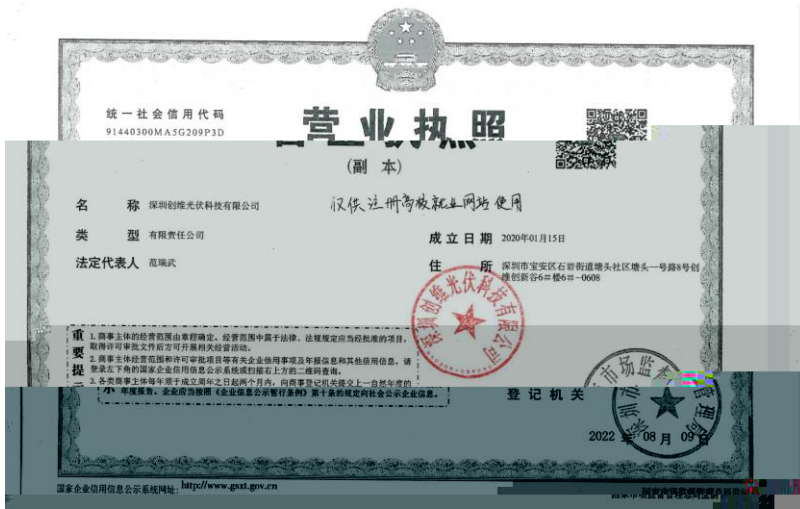 统一社会信用代码
91440300MA5G209P3D
营业执照
(副 本)
名 称 深圳创维光伏科技有限公司
仅供注册高校就业网站使用
类 型 有限责任公司
成立日期 2020年01月15日
法定代表人 范瑞武
住 所 深圳市宝安区石岩街道塘头社区塘头一号路8号创
维创新谷6#楼6#-0608
深圳创维光伏科技有限公司
重要提示
1.商事主体的经营范围由章程确定。经营范围中属于法律、法规规定应当经批准的项目,
取得许可审批文件后方可开展相关经营活动。
2.商事主体经营范围和许可审批项目等有关企业信用事项及年报信息和其他信用信息,请
登录左下角的国家企业信用信息公示系统或扫描右上方的二维码查询。
3.各类商事主体每年须于成立周年之日起两个月内,向商事登记机关提交上一自然年度的
年度报告。企业应当按照《企业信息公示暂行条例》第十条的规定向社会公示企业信息。
登记机关
深圳市市场监督管理局
2022 年 08 月 09 日
国家企业信用信息公示系统网址: http://www.gsxt.gov.cn